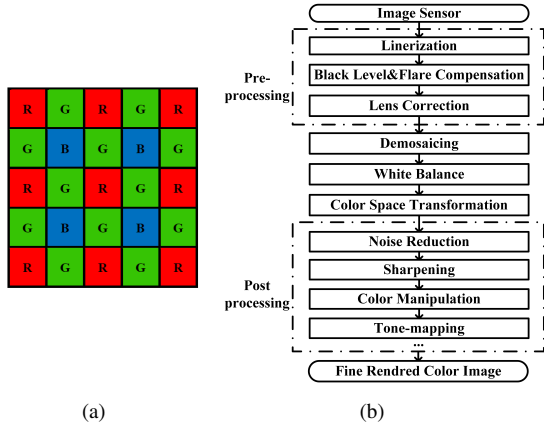 R G R G R
G B G B G
R G R G R
G B G B G
R G R G R
(a)
Image Sensor
Pre-
processing
Linerization
Black Level&Flare Compensation
Lens Correction
Demosaicing
White Balance
Color Space Transformation
Post
processing
Noise Reduction
Sharpening
Color Manipulation
Tone-mapping
...
Fine Rendred Color Image
(b)